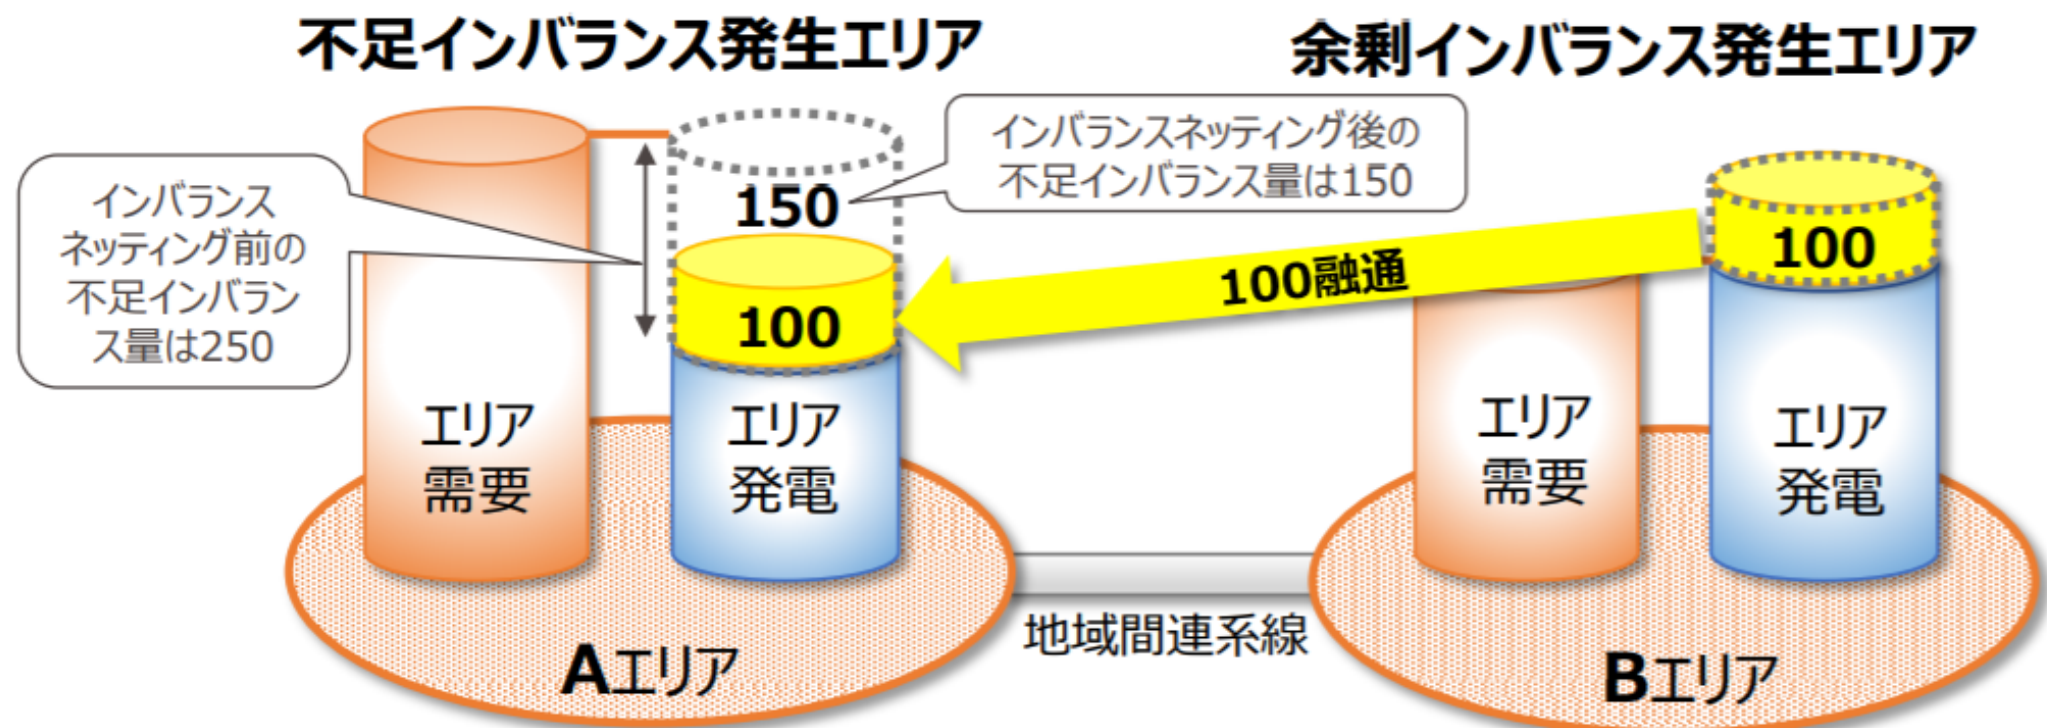 不足インバランス発生エリア
余剰インバランス発生エリア
インバランス
ネッティング前の
不足インバラン
ス量は250
インバランスネッティング後の
不足インバランス量は150
150
100
100融通
100
エリア
需要
エリア
発電
エリア
需要
エリア
発電
地域間連系線
Aエリア
Bエリア